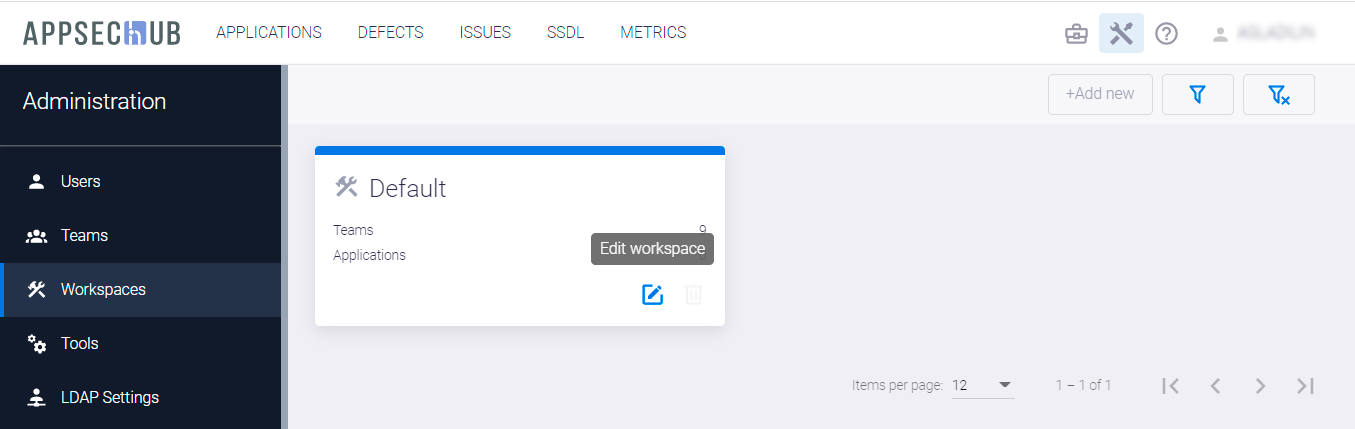 APPSECHUB APPLICATIONS DEFECTS ISSUES SSDL METRICS
Administration
+Add new
Users
Teams
Workspaces
Tools
LDAP Settings
Default
Teams 9
Applications
Edit workspace
Items per page: 12 1 – 1 of 1